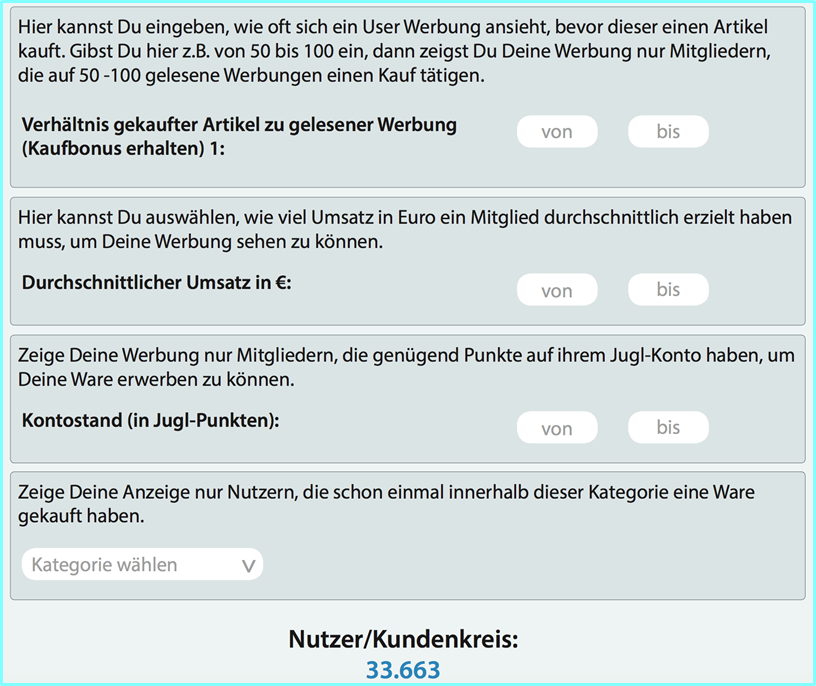 Hier kannst Du eingeben, wie oft sich ein User Werbung ansieht, bevor dieser einen Artikel
kauft. Gibst Du hier z.B. von 50 bis 100 ein, dann zeigst Du Deine Werbung nur Mitgliedern,
die auf 50 -100 gelesene Werbungen einen Kauf tätigen.
Verhältnis gekaufter Artikel zu gelesener Werbung
(Kaufbonus erhalten) 1:
von
bis
Hier kannst Du auswählen, wie viel Umsatz in Euro ein Mitglied durchschnittlich erzielt haben
muss, um Deine Werbung sehen zu können.
Durchschnittlicher Umsatz in €:
von
bis
Zeige Deine Werbung nur Mitgliedern, die genügend Punkte auf ihrem Jugl-Konto haben, um
Deine Ware erwerben zu können.
Kontostand (in Jugl-Punkten):
von
bis
Zeige Deine Anzeige nur Nutzern, die schon einmal innerhalb dieser Kategorie eine Ware
gekauft haben.
Kategorie wählen
Nutzer/Kundenkreis:
33.663